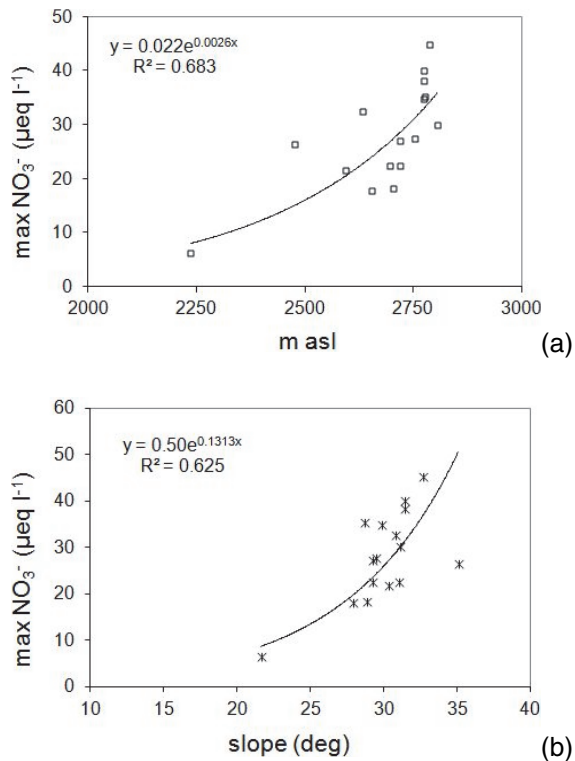 50
40
30
20
10
0
max NO₃⁻ (µeq l⁻¹)
y = 0.022e^0.0026x
R² = 0.683
2000 2250 2500 2750 3000
m asl
(a)
60
50
40
30
20
10
0
max NO₃⁻ (µeq l⁻¹)
y = 0.50e^0.1313x
R² = 0.625
10 15 20 25 30 35 40
slope (deg)
(b)